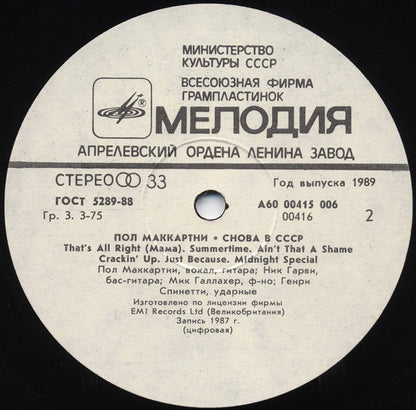 МИНИСТЕРСТВО
КУЛЬТУРЫ СССР
ВСЕСОЮЗНАЯ ФИРМА
ГРАМПЛАСТИНОК
МЕЛОДИЯ
АПРЕЛЕВСКИЙ ОРДЕНА ЛЕНИНА ЗАВОД
СТЕРЕО 33
Год выпуска 1989
ГОСТ 5289-88
А60 00415 006
Гр. 3. 3-75
00416
2
ПОЛ МАККАРТНИ * СНОВА В СССР
That's All Right (Мама). Summertime. Ain't That A Shame
Crackin' Up. Just Because. Midnight Special
Пол Маккартни, вокал, гитара; Ник Гарви,
бас-гитара; Мик Галлахер, ф-но; Генри
Спинетти, ударные
Изготовлено по лицензии фирмы
EMI Records Ltd (Великобритания)
Запись 1987 г.
(цифровая)